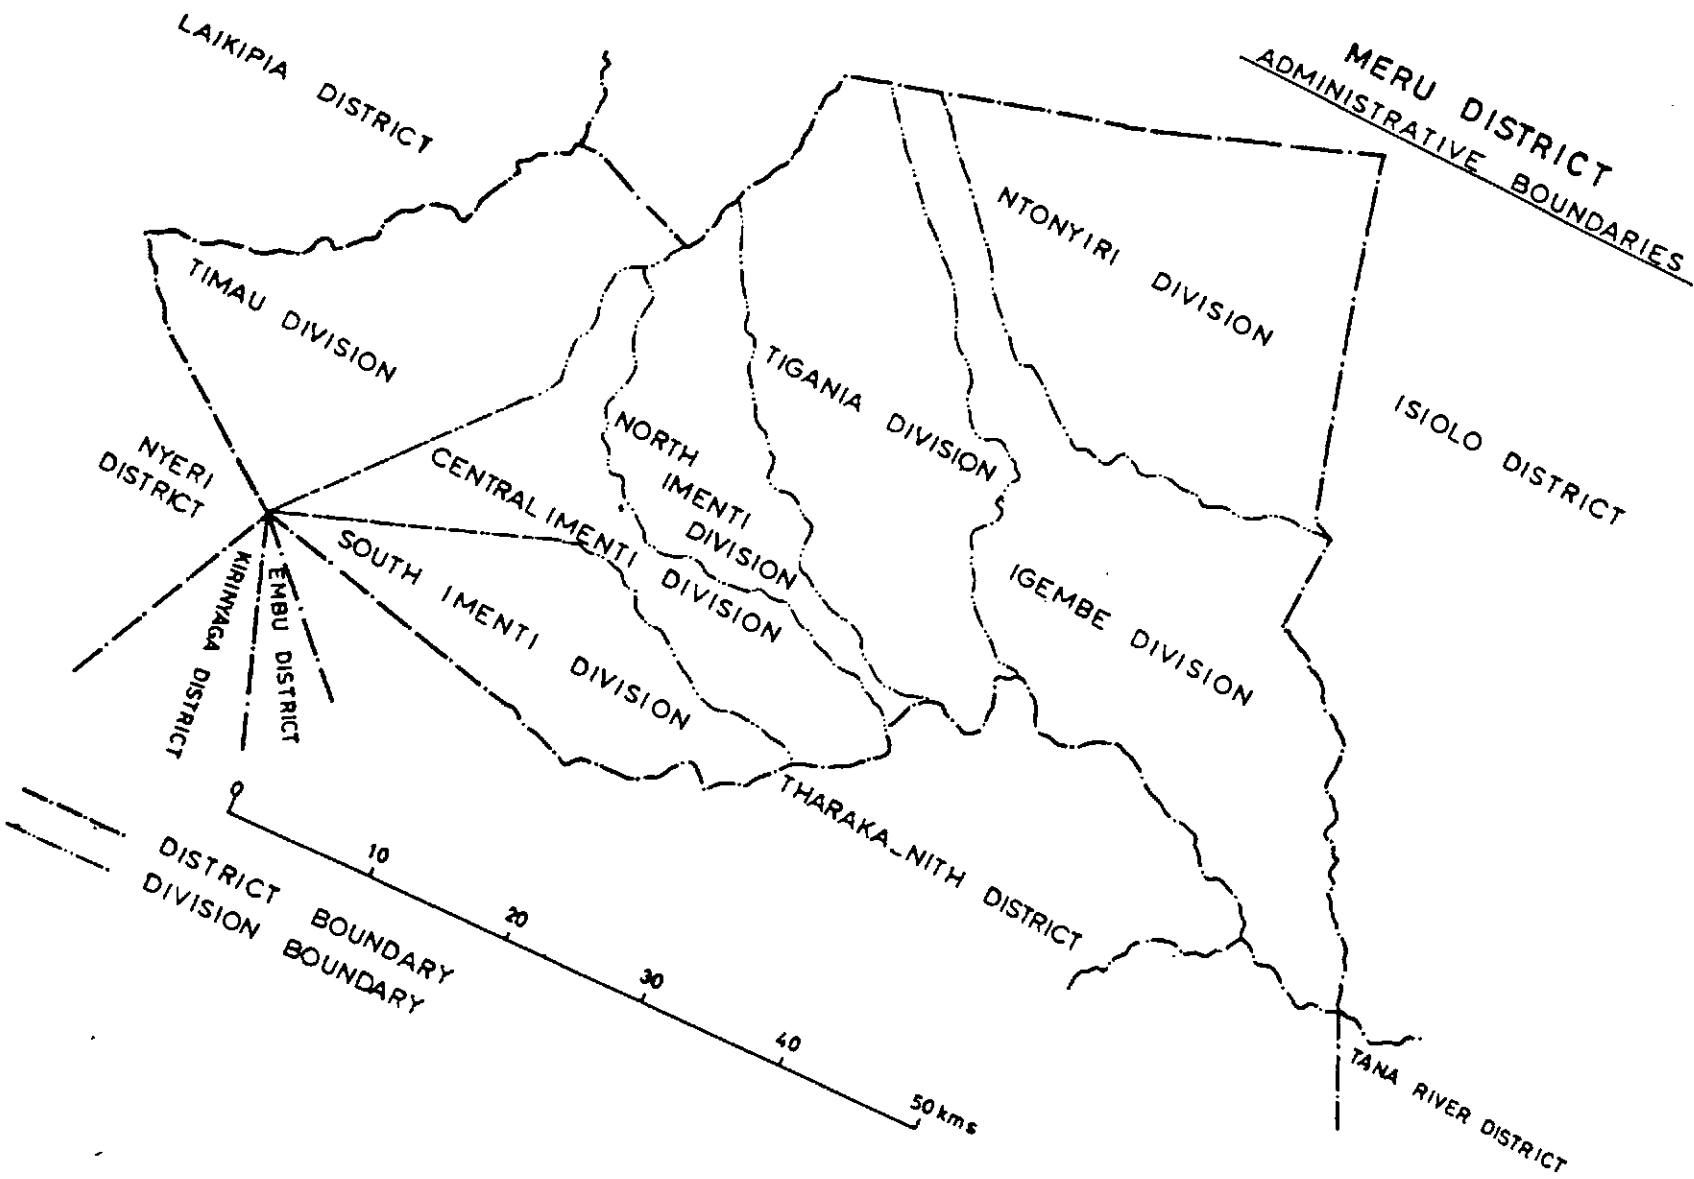 MERU DISTRICT
ADMINISTRATIVE BOUNDARIES
LAIKIPIA DISTRICT
NTONYIRI DIVISION
TIMAU DIVISION
TIGANIA DIVISION
ISIOLO DISTRICT
NYERI
DISTRICT
NORTH
IMENTI
DIVISION
CENTRAL IMENTI DIVISION
SOUTH IMENTI DIVISION
IGEMBE DIVISION
KIRINYAGA DISTRICT
EMBU DISTRICT
THARAKA_NITH DISTRICT
TANA RIVER DISTRICT
0
10
20
30
40
50 kms
DISTRICT BOUNDARY
DIVISION BOUNDARY